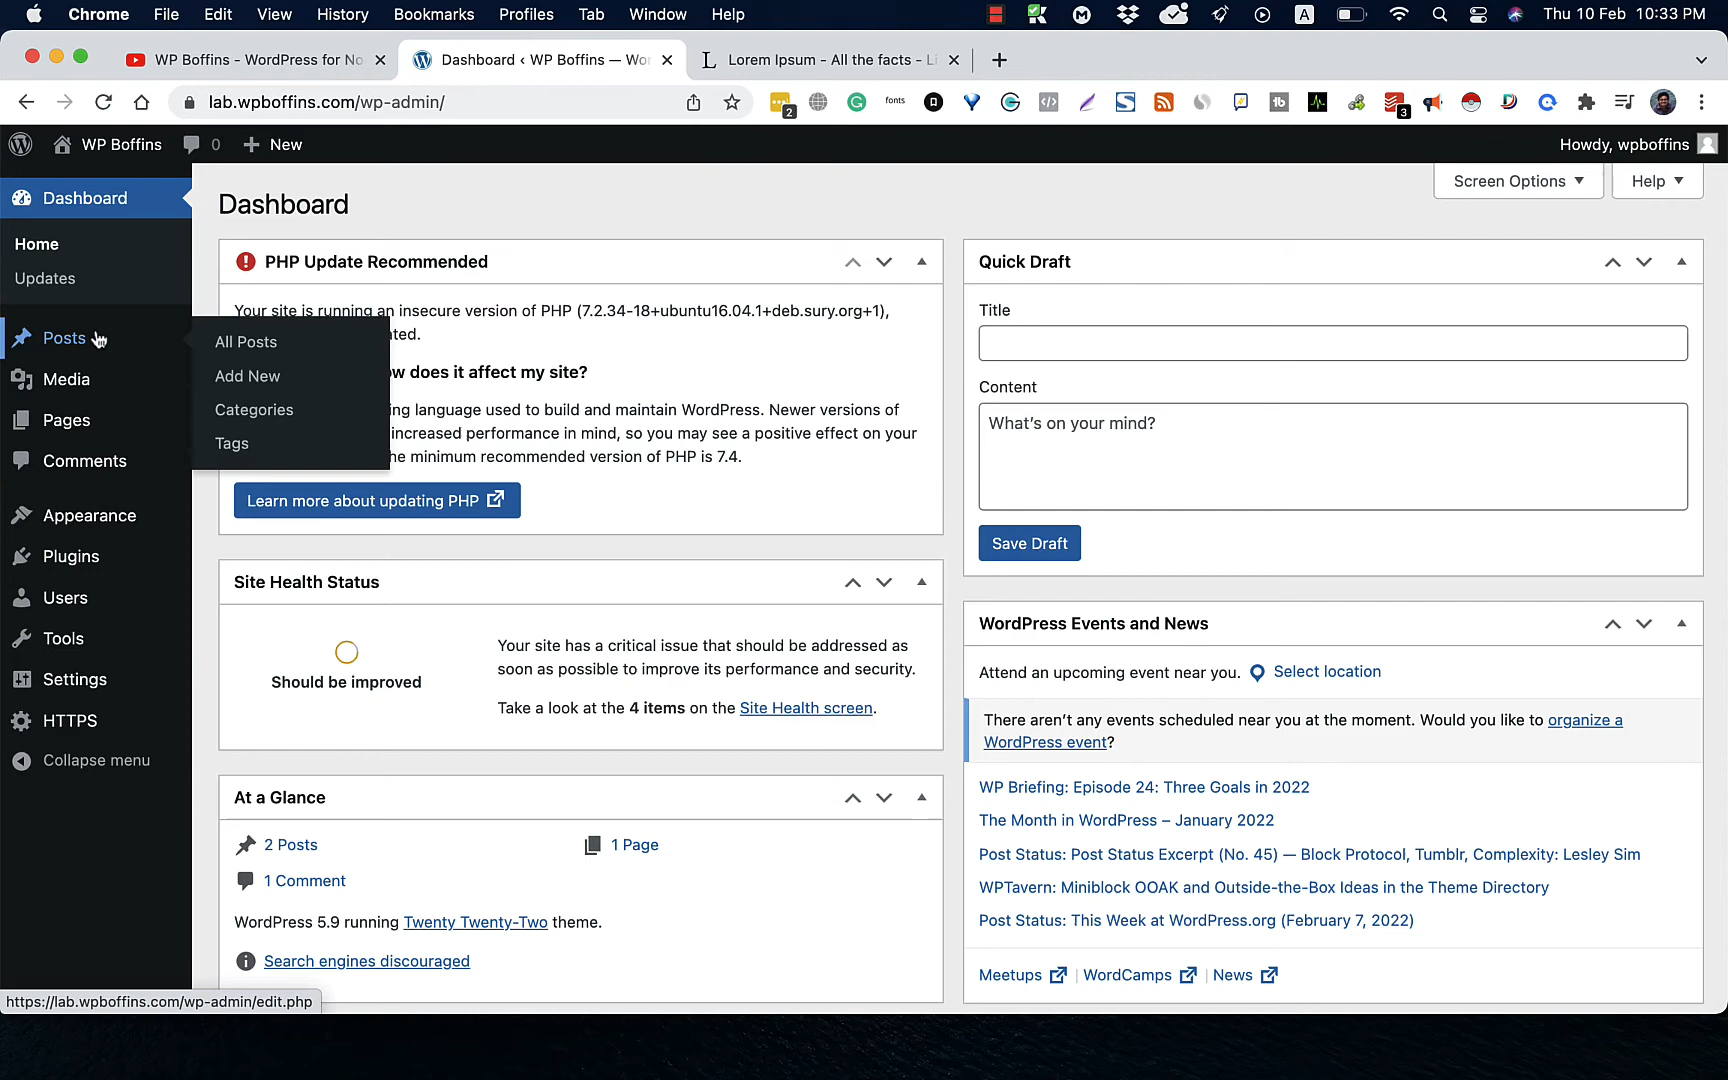 Chrome File Edit View History Bookmarks Profiles Tab Window Help
A
Thu 10 Feb 10:33 PM
WP Boffins - WordPress for No
Dashboard ‹ WP Boffins — Wor
Lorem Ipsum - All the facts - Li
lab.wpboffins.com/wp-admin/
2
fonts
tb
3
WP Boffins
0
New
Howdy, wpboffins
Dashboard
Home
Updates
Posts
Media
Pages
Comments
Appearance
Plugins
Users
Tools
Settings
HTTPS
Collapse menu
All Posts
Add New
Categories
Tags
Dashboard
Screen Options
Help
PHP Update Recommended
Your site is running an insecure version of PHP (7.2.34-18+ubuntu16.04.1+deb.sury.org+1),
ted.
ow does it affect my site?
ing language used to build and maintain WordPress. Newer versions of
increased performance in mind, so you may see a positive effect on your
he minimum recommended version of PHP is 7.4.
Learn more about updating PHP
Site Health Status
Should be improved
Your site has a critical issue that should be addressed as
soon as possible to improve its performance and security.
Take a look at the 4 items on the Site Health screen.
At a Glance
2 Posts
1 Page
1 Comment
WordPress 5.9 running Twenty Twenty-Two theme.
Search engines discouraged
Quick Draft
Title
Content
What's on your mind?
Save Draft
WordPress Events and News
Attend an upcoming event near you. Select location
There aren't any events scheduled near you at the moment. Would you like to organize a
WordPress event?
WP Briefing: Episode 24: Three Goals in 2022
The Month in WordPress – January 2022
Post Status: Post Status Excerpt (No. 45) — Block Protocol, Tumblr, Complexity: Lesley Sim
WPTavern: Miniblock OOAK and Outside-the-Box Ideas in the Theme Directory
Post Status: This Week at WordPress.org (February 7, 2022)
Meetups | WordCamps | News
https://lab.wpboffins.com/wp-admin/edit.php